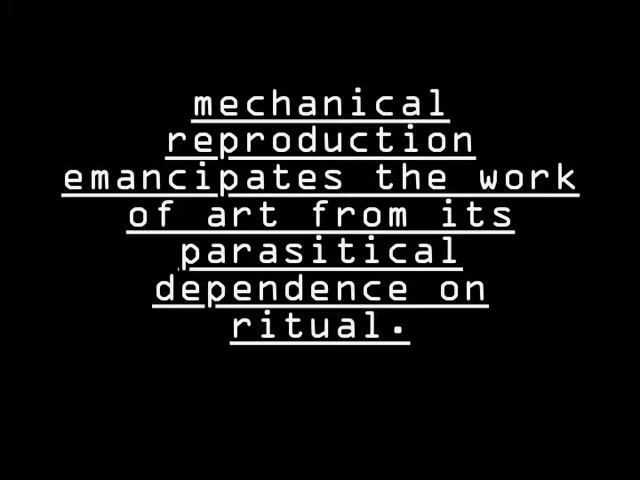 mechanical
reproduction
emancipates the work
of art from its
parasitical
dependence on
ritual.